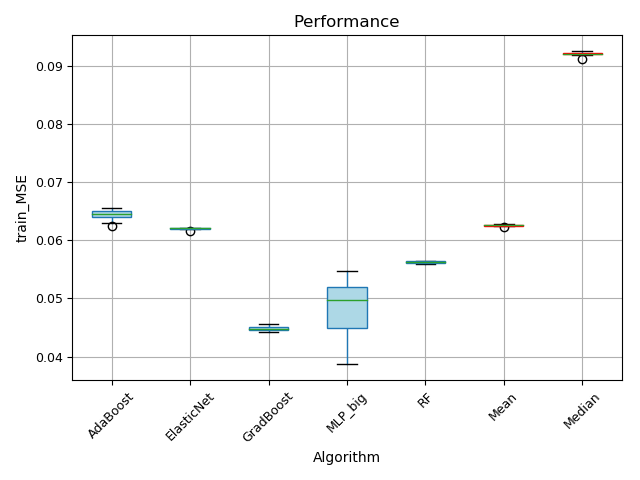 Performance
train_MSE
0.09
0.08
0.07
0.06
0.05
0.04
AdaBoost
ElasticNet
GradBoost
MLP_big
RF
Mean
Median
Algorithm